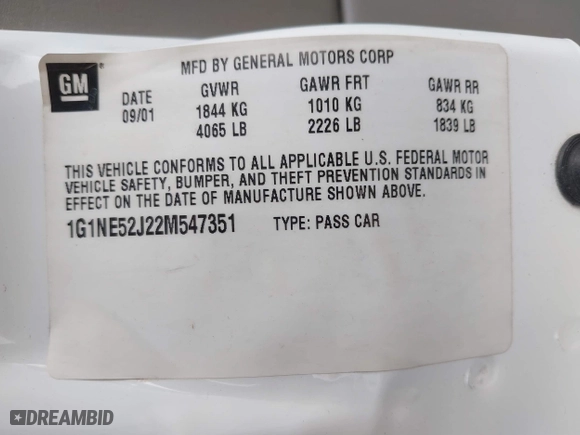 MFD BY GENERAL MOTORS CORP
GM
DATE GVWR GAWR FRT GAWR RR
09/01 1844 KG 1010 KG 834 KG
4065 LB 2226 LB 1839 LB
THIS VEHICLE CONFORMS TO ALL APPLICABLE U.S. FEDERAL MOTOR
VEHICLE SAFETY, BUMPER, AND THEFT PREVENTION STANDARDS IN
EFFECT ON THE DATE OF MANUFACTURE SHOWN ABOVE.
1G1NE52J22M547351 TYPE: PASS CAR
DREAMBID